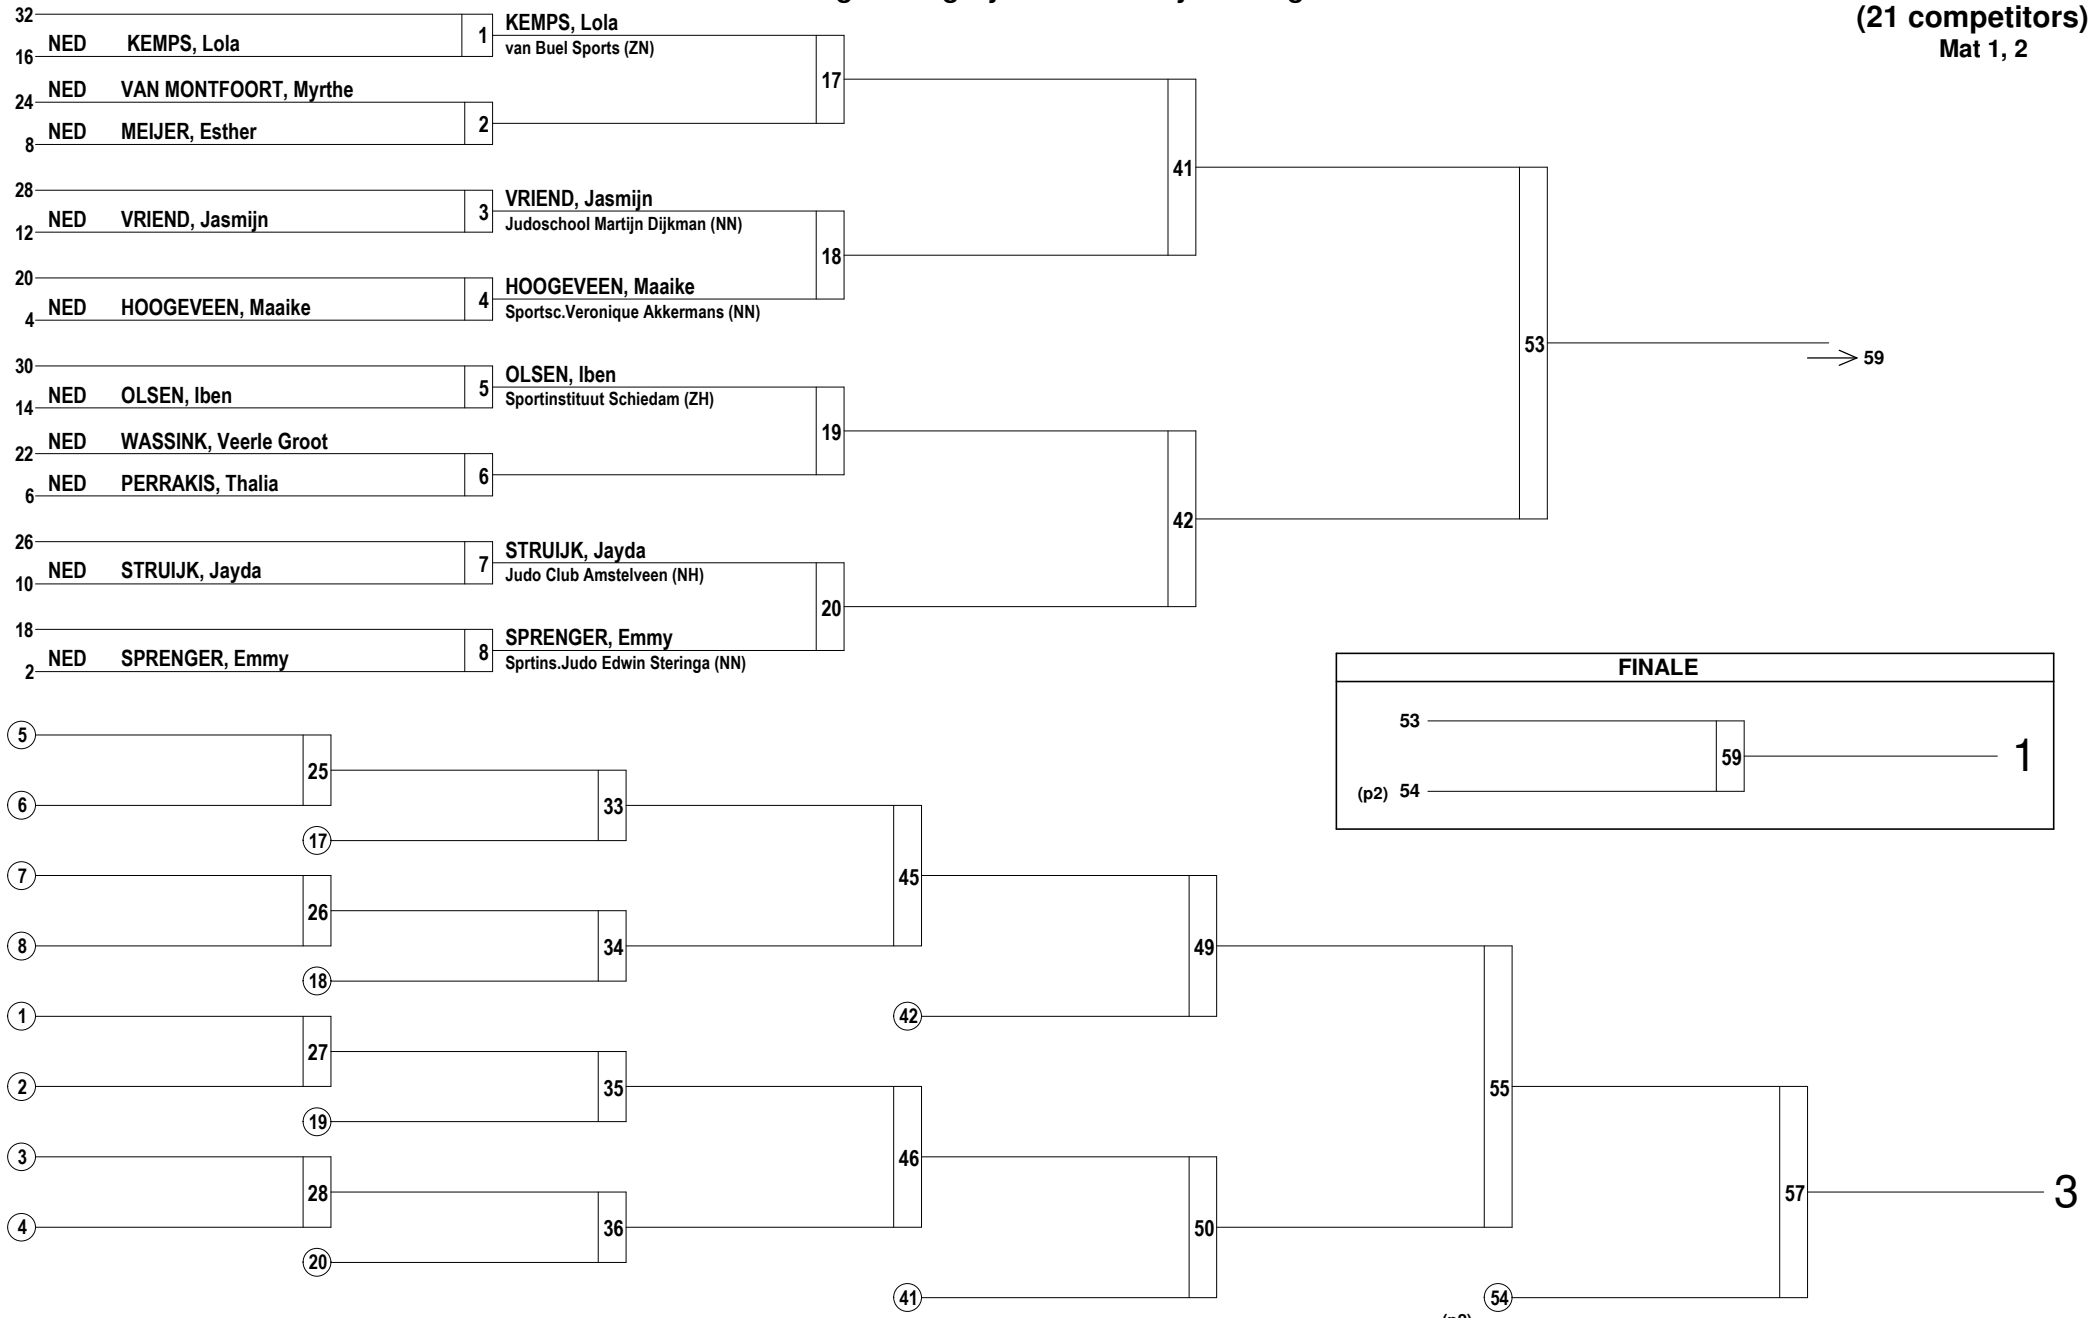 (21 competitors)
Mat 1, 2
32
NED KEMPS, Lola
16
1
KEMPS, Lola
van Buel Sports (ZN)
17
NED VAN MONTFOORT, Myrthe
24
NED MEIJER, Esther
8
2
41
28
NED VRIEND, Jasmijn
12
3
VRIEND, Jasmijn
Judoschool Martijn Dijkman (NN)
18
20
NED HOOGEVEEN, Maaike
4
4
HOOGEVEEN, Maaike
Sportsc.Veronique Akkermans (NN)
53
59
30
NED OLSEN, Iben
14
5
OLSEN, Iben
Sportinstituut Schiedam (ZH)
19
NED WASSINK, Veerle Groot
22
NED PERRAKIS, Thalia
6
6
42
26
NED STRUIJK, Jayda
10
7
STRUIJK, Jayda
Judo Club Amstelveen (NH)
20
18
NED SPRENGER, Emmy
2
8
SPRENGER, Emmy
Sprtins.Judo Edwin Steringa (NN)
FINALE
53
59
1
(p2) 54
5
25
6
33
17
45
7
26
8
34
18
49
42
1
27
2
35
19
55
46
3
28
4
36
20
50
57
3
41
54